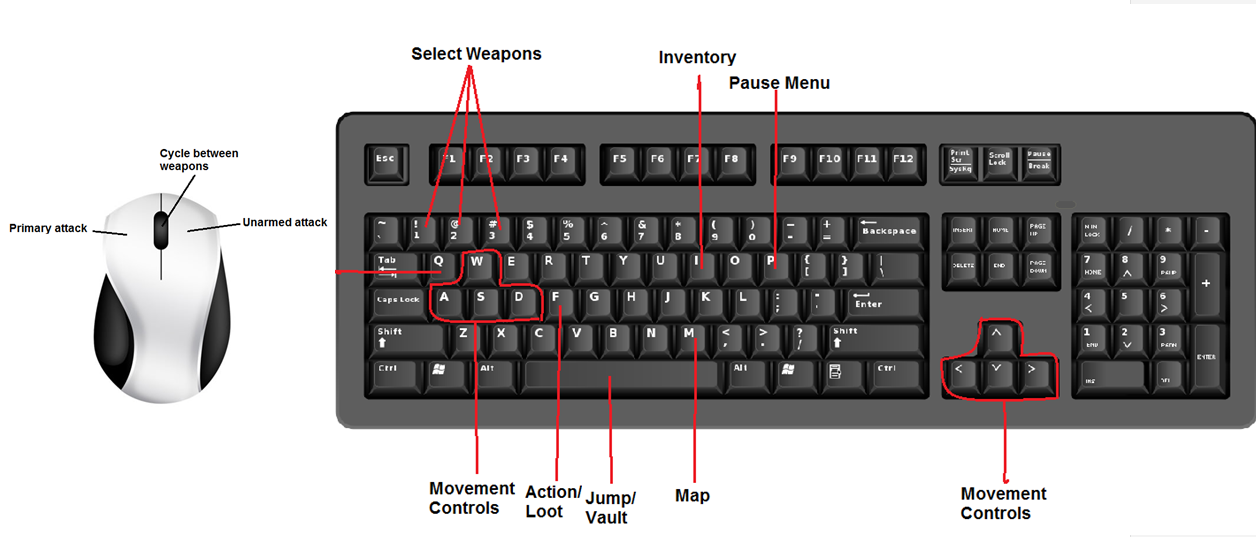 Select Weapons
Inventory
Pause Menu
Cycle between
weapons
Primary attack
Unarmed attack
Esc F1 F2 F3 F4 F5 F6 F7 F8 F9 F10 F11 F12 Print Scr SysRq Scroll Lock Pause Break
~ ` ! 1 @ 2 # 3 $ 4 % 5 ^ 6 & 7 * 8 ( 9 ) 0 - + = Backspace INSERT HOME PAGE UP NUM LOCK / * -
Tab Q W E R T Y U I O P { [ } ] | \ DELETE END PAGE DOWN 7 HOME 8 9 PGUP +
Caps Lock A S D F G H J K L : ; Enter 4 5 6
Shift Z X C V B N M < , > . ? / Shift 1 END 2 3 PGDN ENTER
Ctrl Alt Alt Ctrl INS DEL
Movement
Controls
Action/
Loot
Jump/
Vault
Map
Movement
Controls